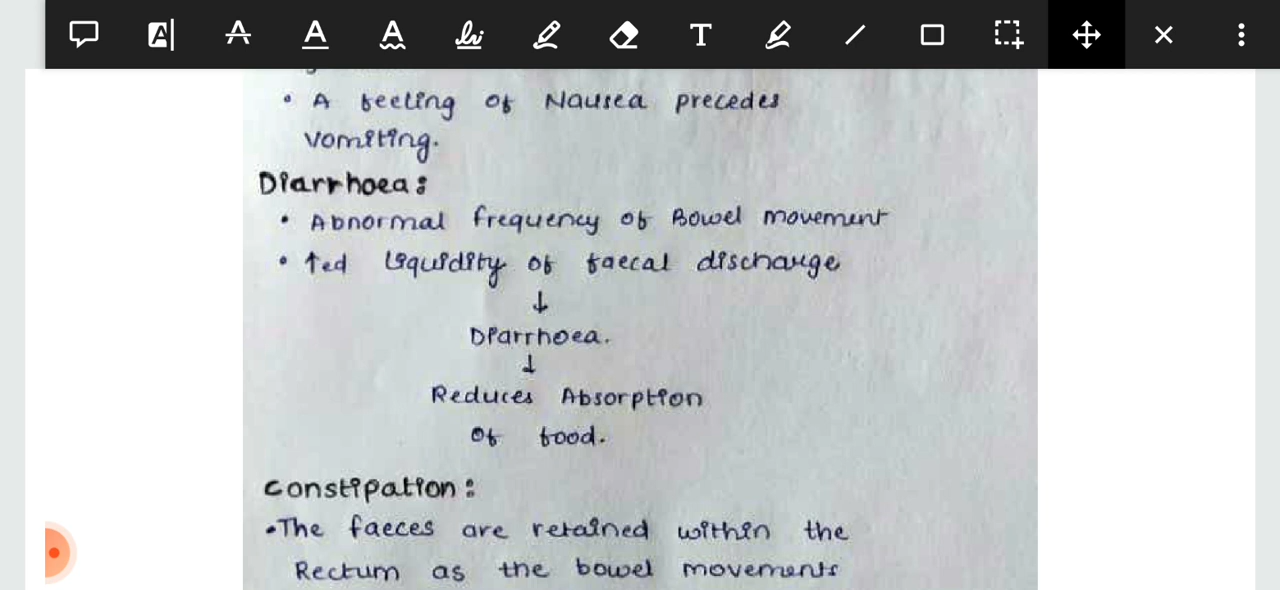 • A feeling of Nausea precedes
vomiting.
Diarrhoea:
• Abnormal frequency of Bowel movement
• ↑ed liquidity of faecal discharge
↓
Diarrhoea.
↓
Reduces Absorption
of food.
Constipation:
• The faeces are retained within the
Rectum as the bowel movements